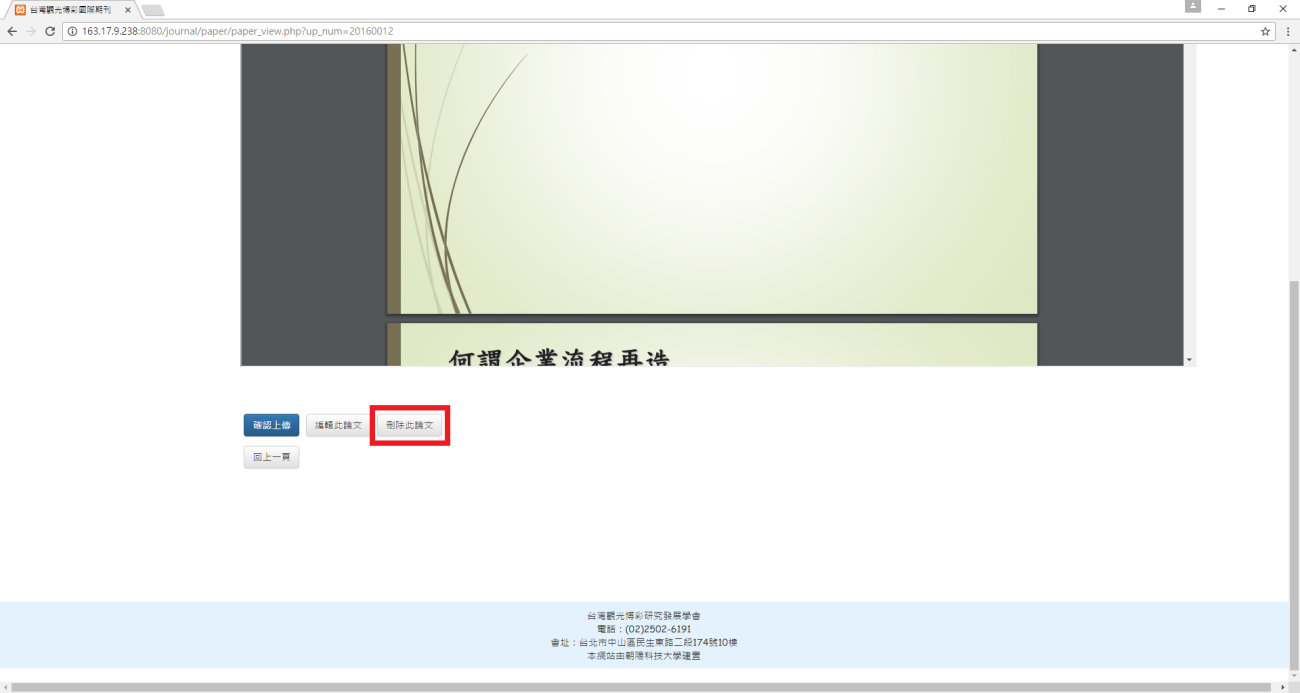 台灣觀光博彩國際期刊
163.17.9.238:8080/journal/paper/paper_view.php?up_num=20160012
何謂企業流程再造
確認上傳 編輯此論文 刪除此論文
回上一頁
台灣觀光博彩研究發展學會
電話：(02)2502-6191
會址：台北市中山區民生東路二段174號10樓
本網站由朝陽科技大學建置